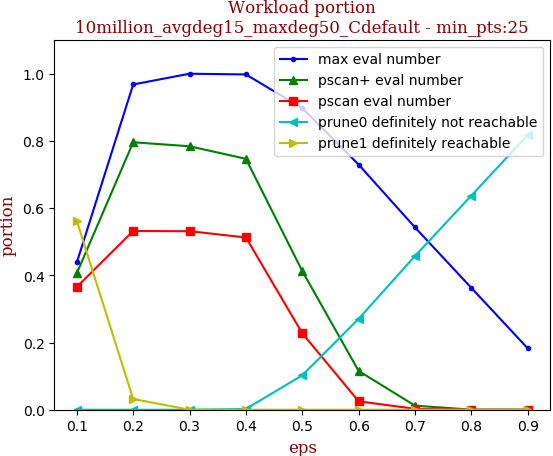 Workload portion
10million_avgdeg15_maxdeg50_Cdefault - min_pts:25
max eval number
pscan+ eval number
pscan eval number
prune0 definitely not reachable
prune1 definitely reachable
portion
1.0
0.8
0.6
0.4
0.2
0.0
0.1 0.2 0.3 0.4 0.5 0.6 0.7 0.8 0.9
eps